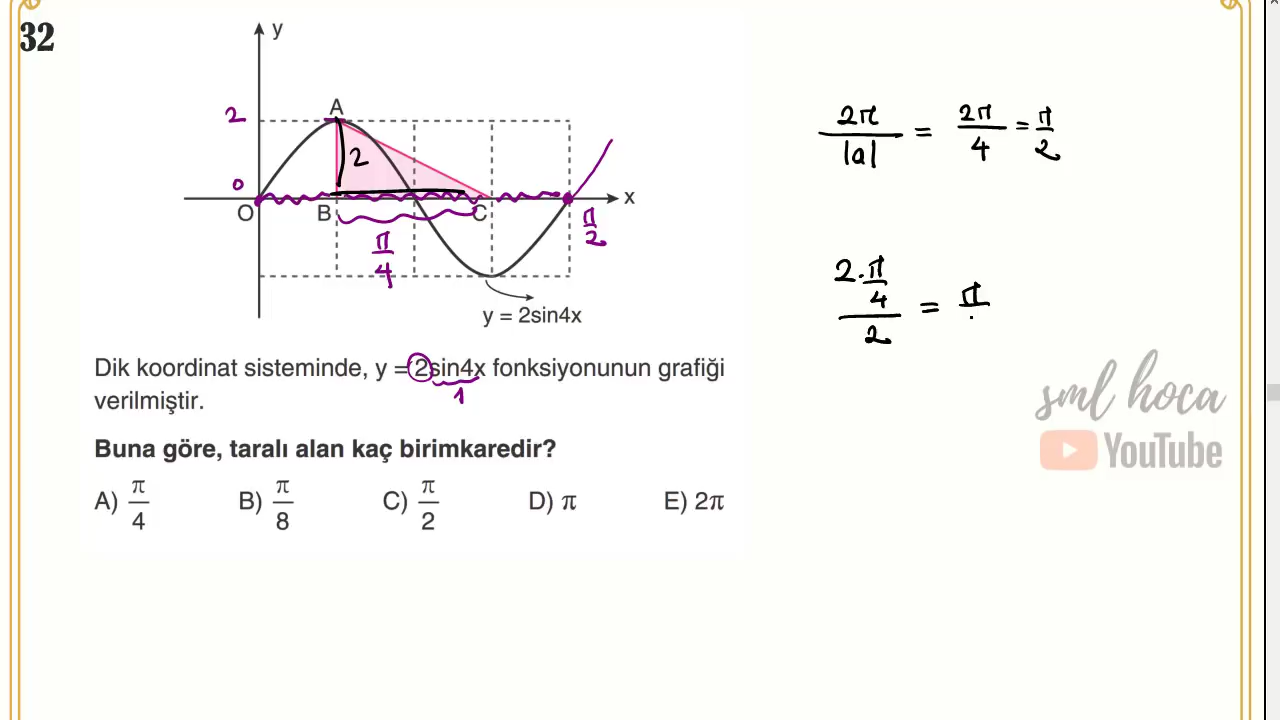 32
y
2
A
2
0
O
B
C
x
π/4
π/2
y = 2sin4x
2π/|a| = 2π/4 = π/2
2·π/4 / 2 = π
Dik koordinat sisteminde, y = 2sin4x fonksiyonunun grafiği
1
verilmiştir.
Buna göre, taralı alan kaç birimkaredir?
A) π/4 B) π/8 C) π/2 D) π E) 2π
sml hoca
YouTube